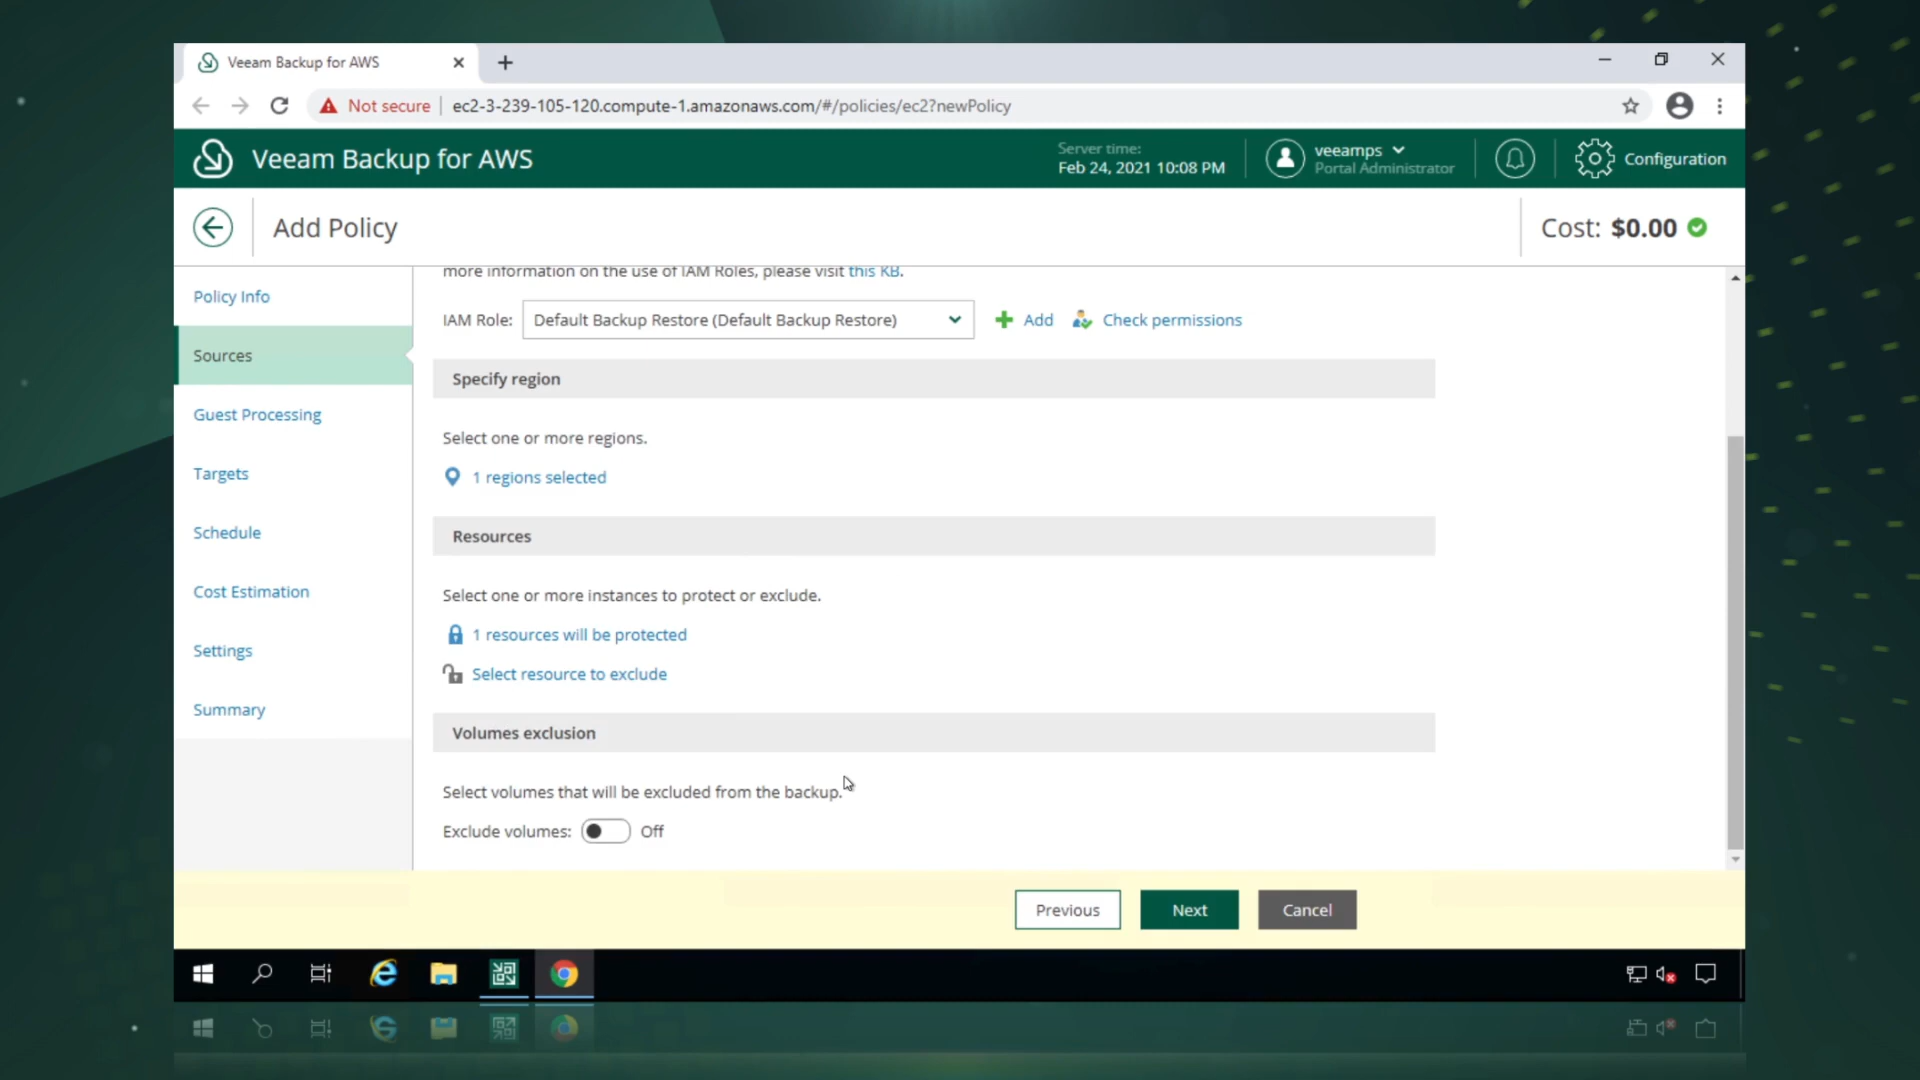 Veeam Backup for AWS
Not secure
ec2-3-239-105-120.compute-1.amazonaws.com/#/policies/ec2?newPolicy
Veeam Backup for AWS
Server time:
Feb 24, 2021 10:08 PM
veeamps
Portal Administrator
Configuration
Add Policy
Cost: $0.00
Policy Info
Sources
Guest Processing
Targets
Schedule
Cost Estimation
Settings
Summary
more information on the use of IAM Roles, please visit this KB.
IAM Role:
Default Backup Restore (Default Backup Restore)
Add
Check permissions
Specify region
Select one or more regions.
1 regions selected
Resources
Select one or more instances to protect or exclude.
1 resources will be protected
Select resource to exclude
Volumes exclusion
Select volumes that will be excluded from the backup.
Exclude volumes:
Off
Previous
Next
Cancel